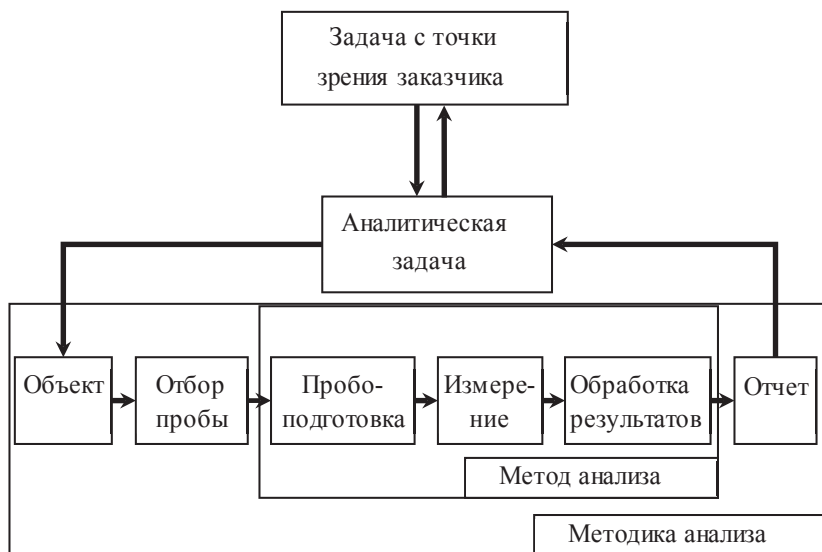 Задача с точки
зрения заказчика
Аналитическая
задача
Объект
Отбор
пробы
Пробо-
подготовка
Измере-
ние
Обработка
результатов
Отчет
Метод анализа
Методика анализа